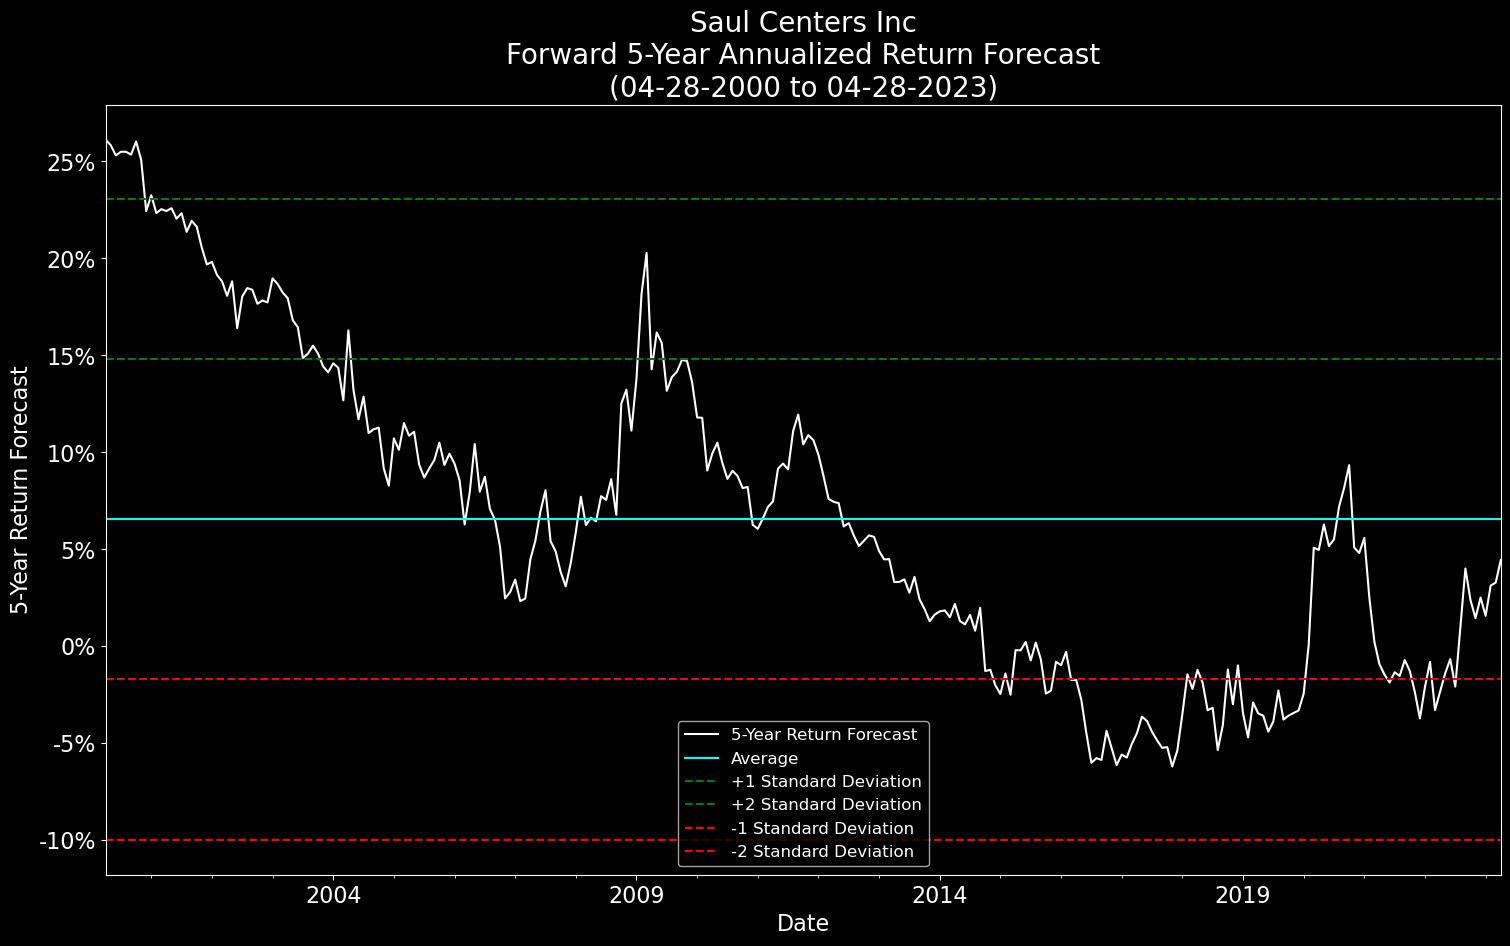 Saul Centers Inc
Forward 5-Year Annualized Return Forecast
(04-28-2000 to 04-28-2023)
5-Year Return Forecast
25%
20%
15%
10%
5%
0%
-5%
-10%
5-Year Return Forecast
Average
+1 Standard Deviation
+2 Standard Deviation
-1 Standard Deviation
-2 Standard Deviation
2004
2009
2014
2019
Date